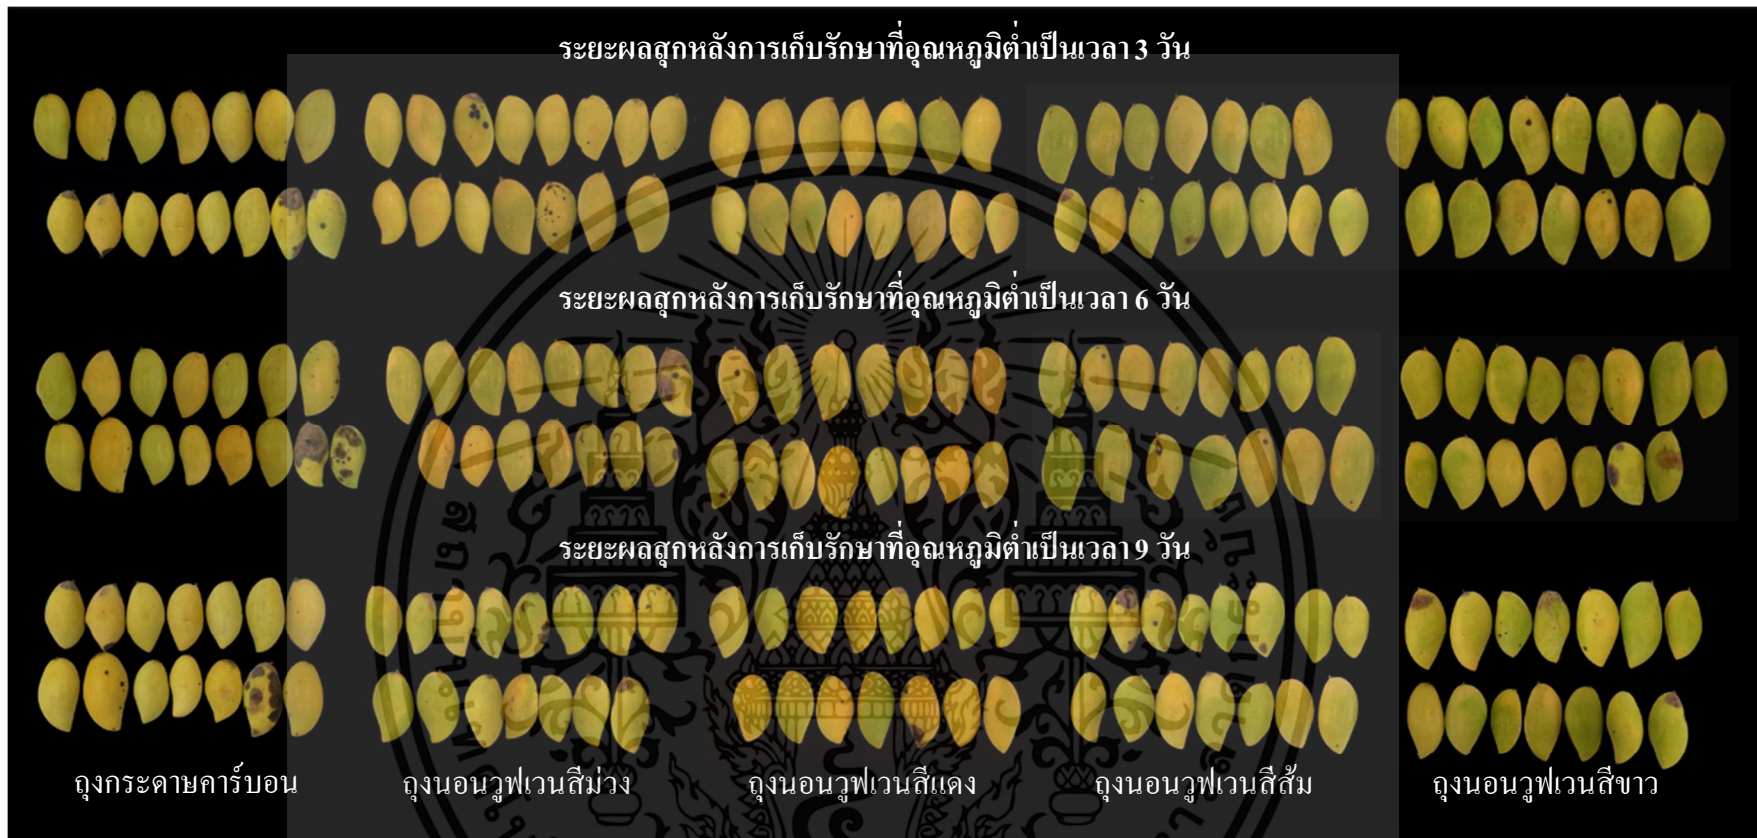 ระยะผลสุกหลังการเก็บรักษาที่อุณหภูมิต่ำเป็นเวลา 3 วัน
ระยะผลสุกหลังการเก็บรักษาที่อุณหภูมิต่ำเป็นเวลา 6 วัน
ระยะผลสุกหลังการเก็บรักษาที่อุณหภูมิต่ำเป็นเวลา 9 วัน
ถุงกระดาษคาร์บอน
ถุงนอนวูฟเวนสีม่วง
ถุงนอนวูฟเวนสีแดง
ถุงนอนวูฟเวนสีส้ม
ถุงนอนวูฟเวนสีขาว